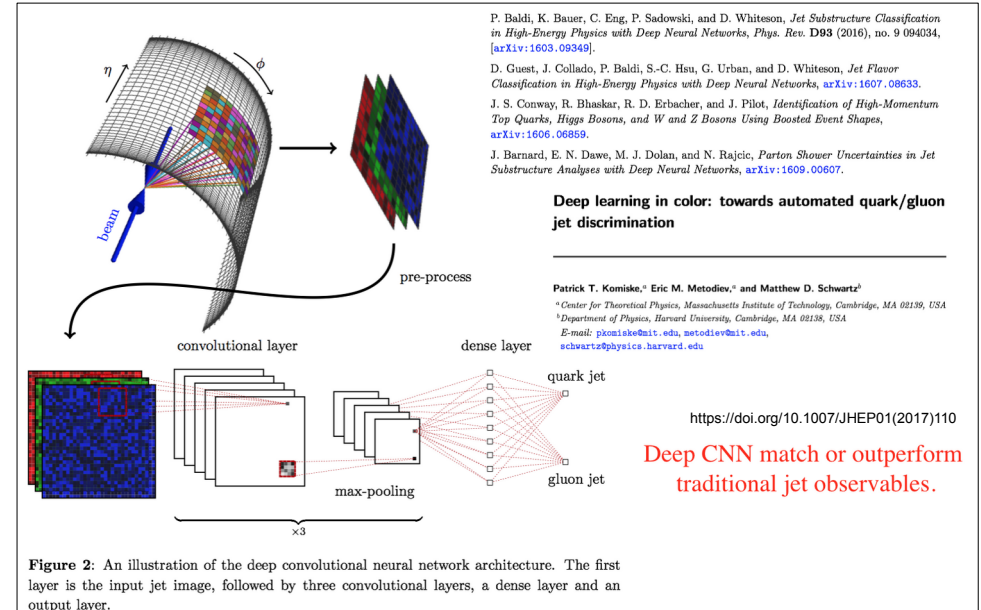 P. Baldi, K. Bauer, C. Eng, P. Sadowski, and D. Whiteson, Jet Substructure Classification
in High-Energy Physics with Deep Neural Networks, Phys. Rev. D93 (2016), no. 9 094034,
[arXiv:1603.09349].
D. Guest, J. Collado, P. Baldi, S.-C. Hsu, G. Urban, and D. Whiteson, Jet Flavor
Classification in High-Energy Physics with Deep Neural Networks, arXiv:1607.08633.
J. S. Conway, R. Bhaskar, R. D. Erbacher, and J. Pilot, Identification of High-Momentum
Top Quarks, Higgs Bosons, and W and Z Bosons Using Boosted Event Shapes,
arXiv:1606.06859.
J. Barnard, E. N. Dawe, M. J. Dolan, and N. Rajcic, Parton Shower Uncertainties in Jet
Substructure Analyses with Deep Neural Networks, arXiv:1609.00607.
Deep learning in color: towards automated quark/gluon
jet discrimination
Patrick T. Komiske,a Eric M. Metodiev,a and Matthew D. Schwartzb
a Center for Theoretical Physics, Massachusetts Institute of Technology, Cambridge, MA 02139, USA
b Department of Physics, Harvard University, Cambridge, MA 02138, USA
E-mail: pkomiske@mit.edu, metodiev@mit.edu,
schwartz@physics.harvard.edu
η
ϕ
beam
pre-process
convolutional layer
dense layer
quark jet
gluon jet
max-pooling
×3
https://doi.org/10.1007/JHEP01(2017)110
Deep CNN match or outperform
traditional jet observables.
Figure 2: An illustration of the deep convolutional neural network architecture. The first
layer is the input jet image, followed by three convolutional layers, a dense layer and an
output layer.